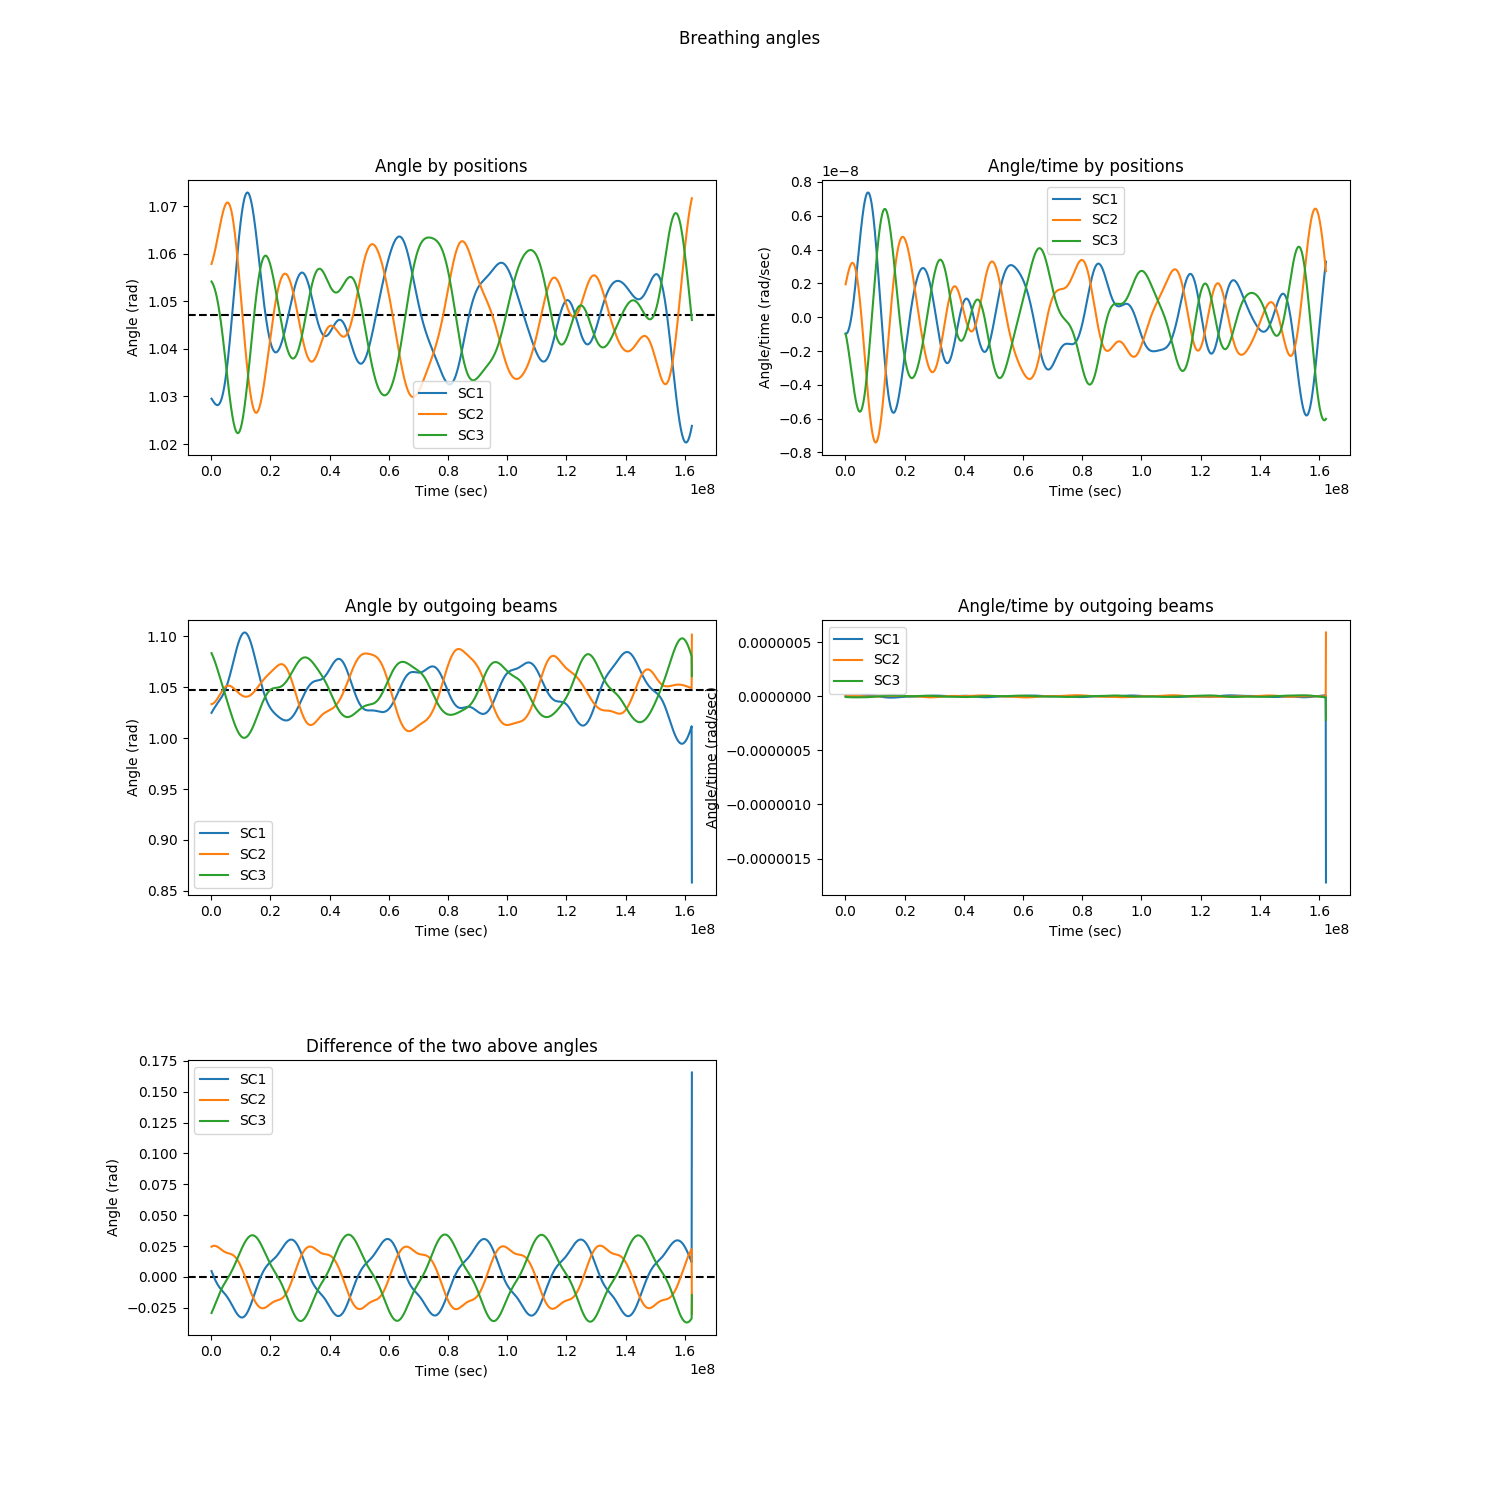 Breathing angles
Angle by positions
1.07
1.06
1.05
1.04
1.03
1.02
Angle (rad)
SC1
SC2
SC3
0.0 0.2 0.4 0.6 0.8 1.0 1.2 1.4 1.6
1e8
Time (sec)
Angle/time by positions
1e−8
0.8
0.6
0.4
0.2
0.0
−0.2
−0.4
−0.6
−0.8
Angle/time (rad/sec)
SC1
SC2
SC3
0.0 0.2 0.4 0.6 0.8 1.0 1.2 1.4 1.6
1e8
Time (sec)
Angle by outgoing beams
1.10
1.05
1.00
0.95
0.90
0.85
Angle (rad)
SC1
SC2
SC3
0.0 0.2 0.4 0.6 0.8 1.0 1.2 1.4 1.6
1e8
Time (sec)
Angle/time by outgoing beams
0.0000005
0.0000000
−0.0000005
−0.0000010
−0.0000015
Angle/time (rad/sec)
SC1
SC2
SC3
0.0 0.2 0.4 0.6 0.8 1.0 1.2 1.4 1.6
1e8
Time (sec)
Difference of the two above angles
0.175
0.150
0.125
0.100
0.075
0.050
0.025
0.000
−0.025
Angle (rad)
SC1
SC2
SC3
0.0 0.2 0.4 0.6 0.8 1.0 1.2 1.4 1.6
1e8
Time (sec)